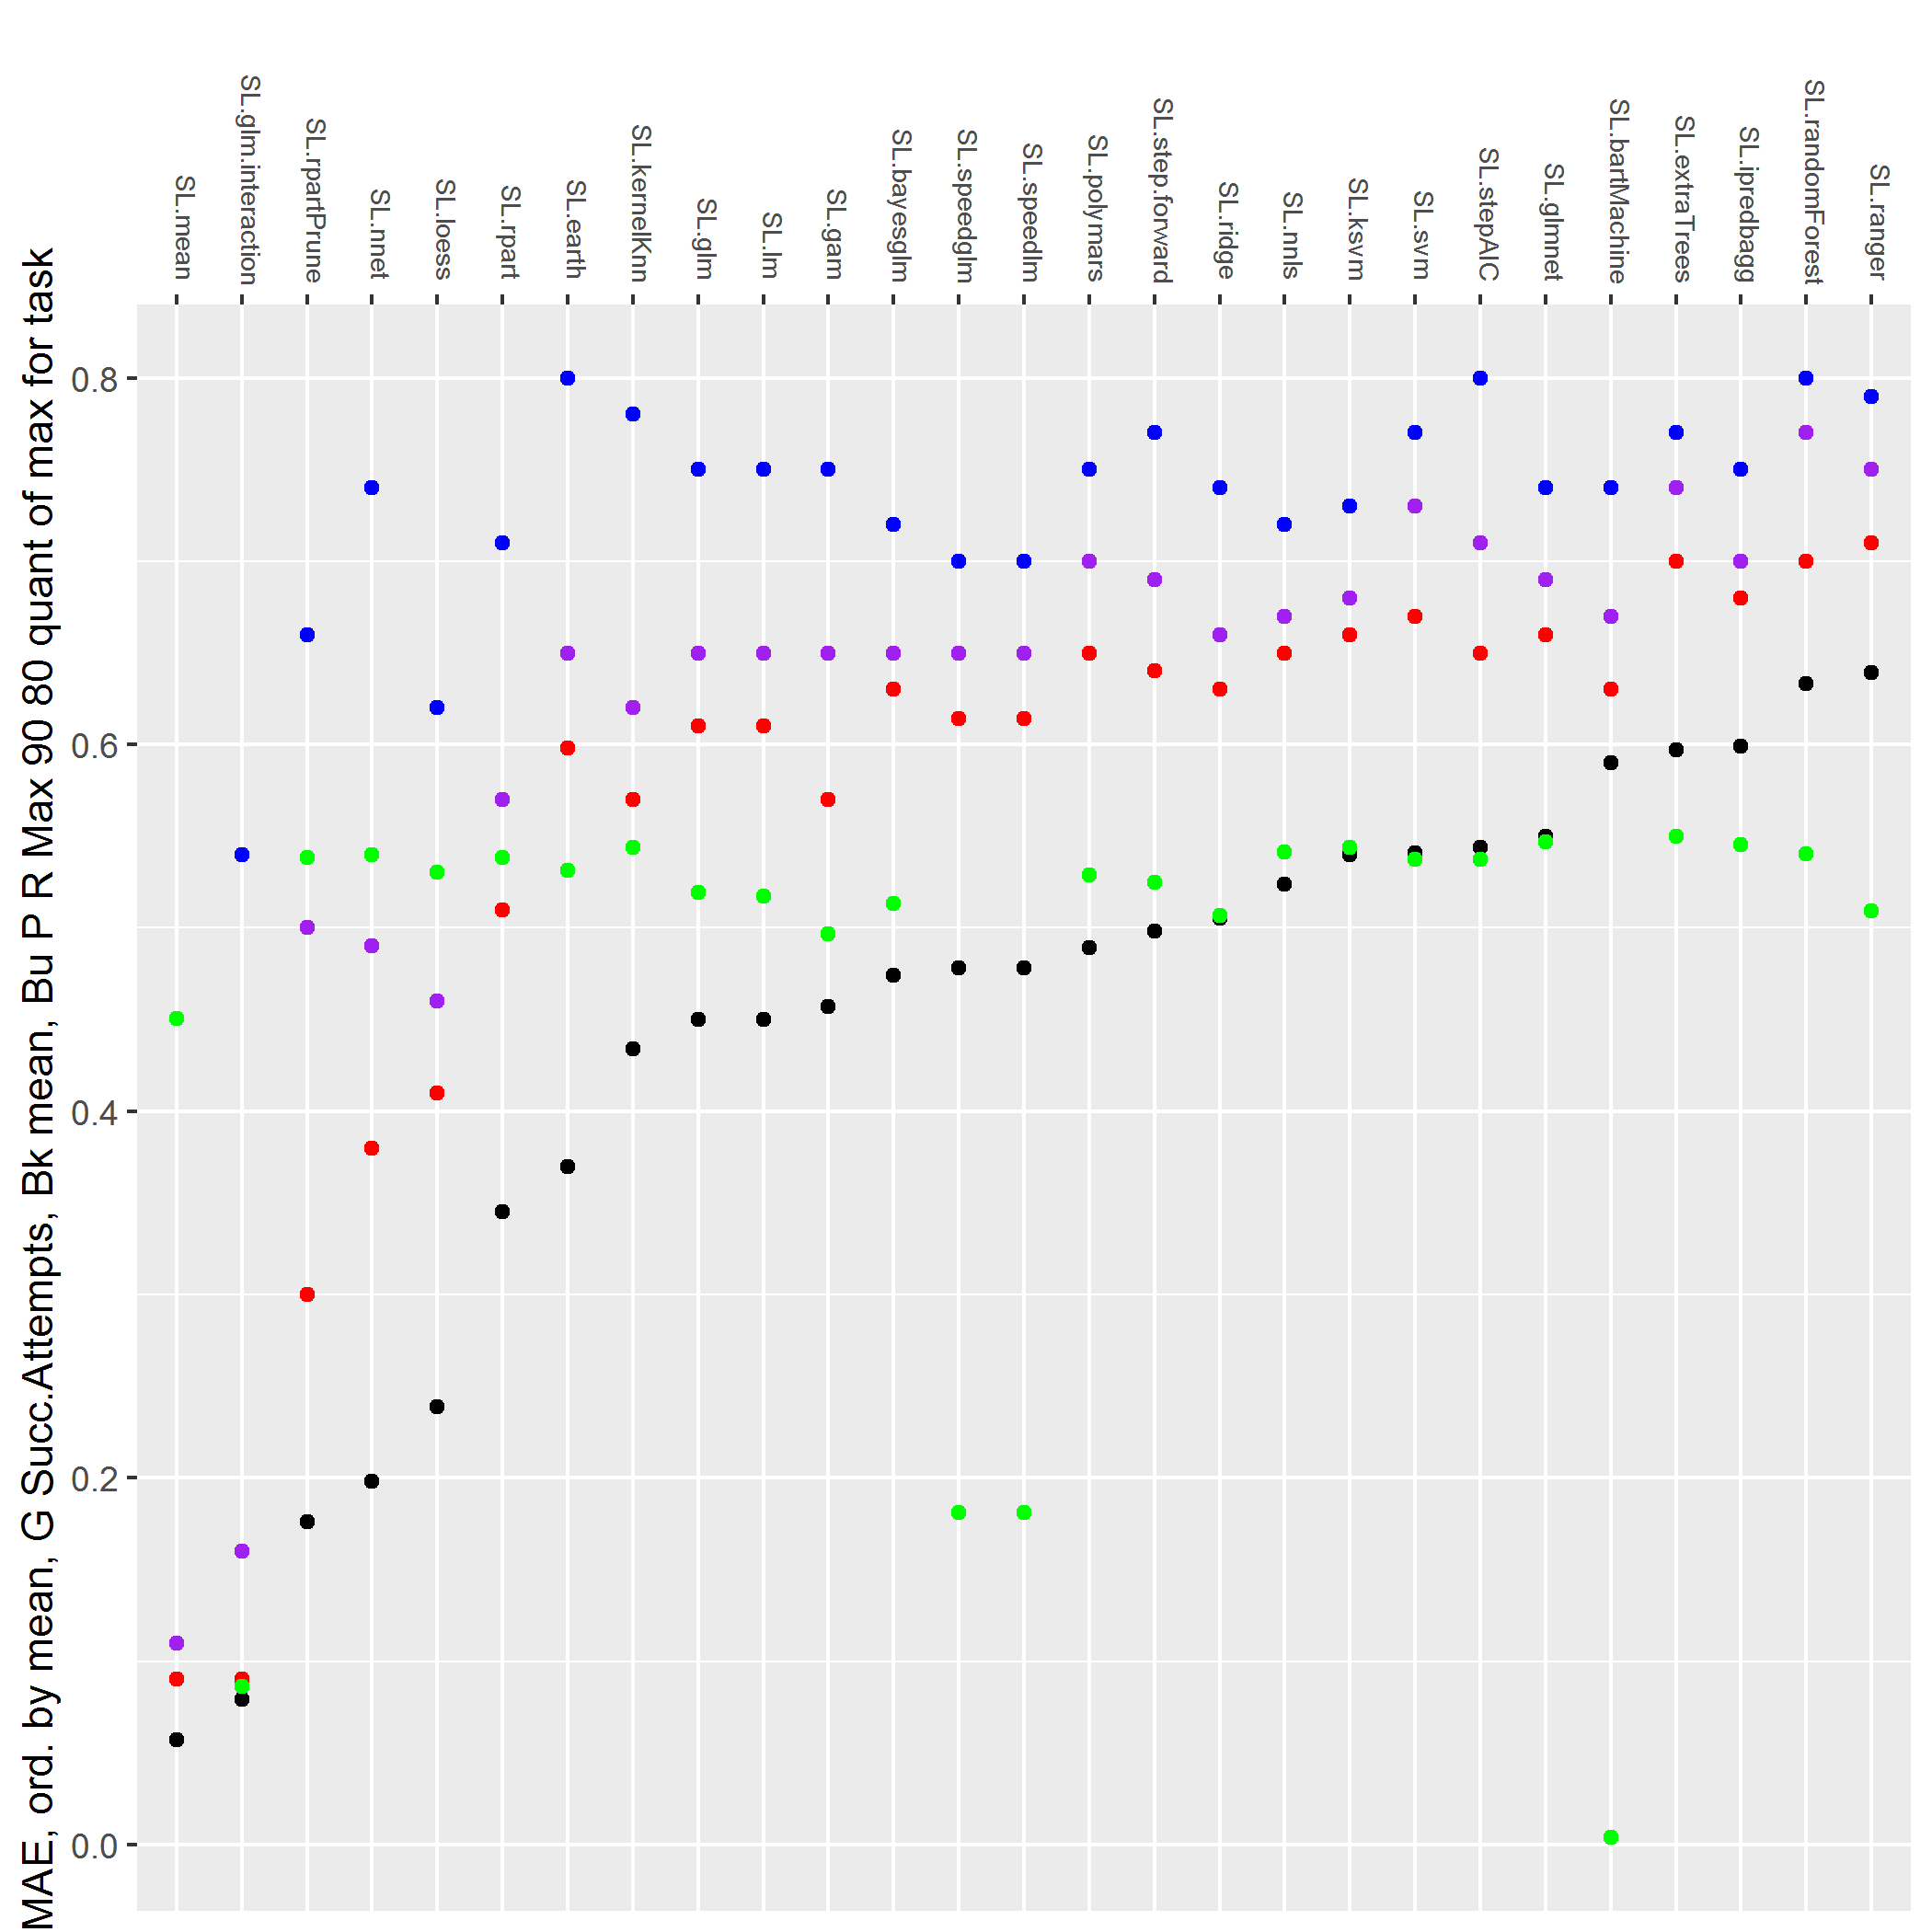 SL.mean
SL.glm.interaction
SL.rpartPrune
SL.nnet
SL.loess
SL.rpart
SL.earth
SL.kernelKnn
SL.glm
SL.lm
SL.gam
SL.bayesglm
SL.speedglm
SL.speedlm
SL.polymars
SL.step.forward
SL.ridge
SL.nnls
SL.ksvm
SL.svm
SL.stepAIC
SL.glmnet
SL.bartMachine
SL.extraTrees
SL.ipredbagg
SL.randomForest
SL.ranger
MAE, ord. by mean, G Succ.Attempts, Bk mean, Bu P R Max 90 80 quant of max for task
0.8
0.6
0.4
0.2
0.0